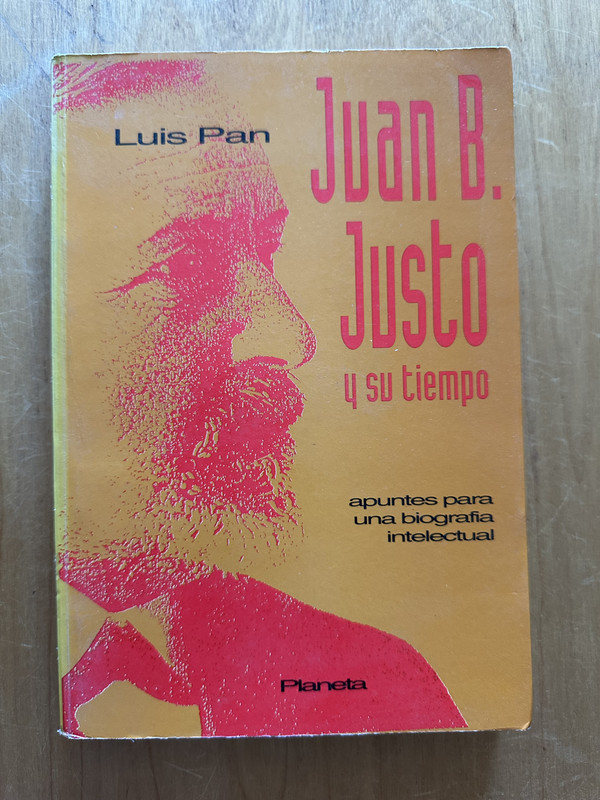 Luis Pan
Juan B.
Justo
y su tiempo
apuntes para
una biografia
intelectual
Planeta